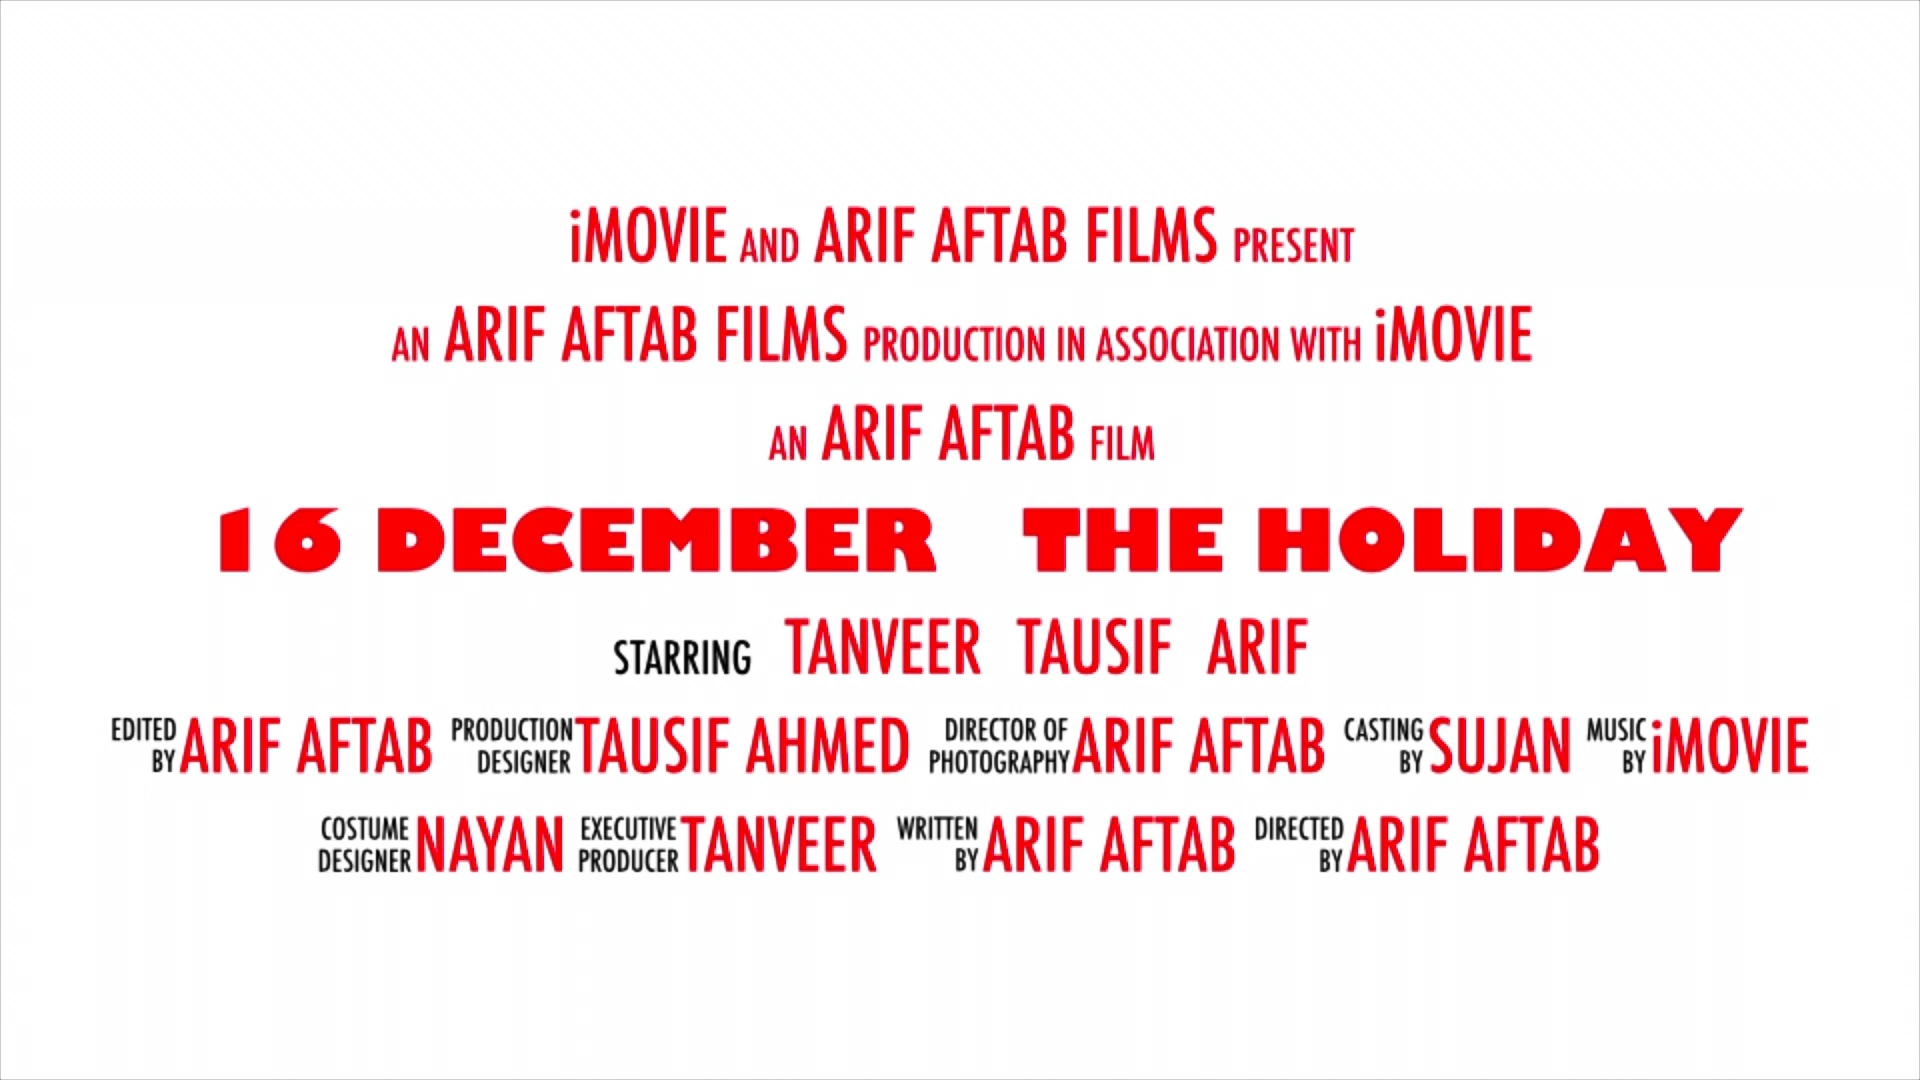 iMOVIE AND ARIF AFTAB FILMS PRESENT
AN ARIF AFTAB FILMS PRODUCTION IN ASSOCIATION WITH iMOVIE
AN ARIF AFTAB FILM
16 DECEMBER THE HOLIDAY
STARRING TANVEER TAUSIF ARIF
EDITED BY ARIF AFTAB PRODUCTION DESIGNER TAUSIF AHMED DIRECTOR OF PHOTOGRAPHY ARIF AFTAB CASTING BY SUJAN MUSIC BY iMOVIE
COSTUME DESIGNER NAYAN EXECUTIVE PRODUCER TANVEER WRITTEN BY ARIF AFTAB DIRECTED BY ARIF AFTAB